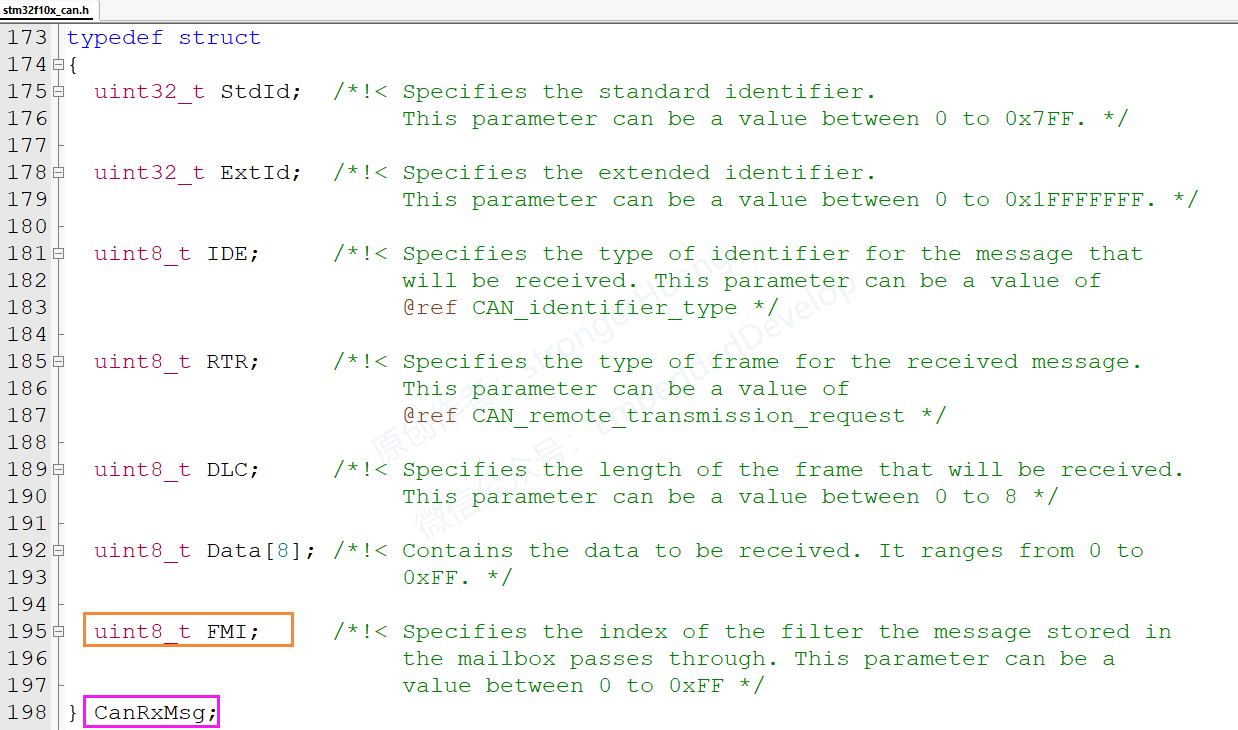 stm32f10x_can.h
173 typedef struct
174 {
175 uint32_t StdId; /*!< Specifies the standard identifier.
176 This parameter can be a value between 0 to 0x7FF. */
177
178 uint32_t ExtId; /*!< Specifies the extended identifier.
179 This parameter can be a value between 0 to 0x1FFFFFFF. */
180
181 uint8_t IDE; /*!< Specifies the type of identifier for the message that
182 will be received. This parameter can be a value of
183 @ref CAN_identifier_type */
184
185 uint8_t RTR; /*!< Specifies the type of frame for the received message.
186 This parameter can be a value of
187 @ref CAN_remote_transmission_request */
188
189 uint8_t DLC; /*!< Specifies the length of the frame that will be received.
190 This parameter can be a value between 0 to 8 */
191
192 uint8_t Data[8]; /*!< Contains the data to be received. It ranges from 0 to
193 0xFF. */
194
195 uint8_t FMI; /*!< Specifies the index of the filter the message stored in
196 the mailbox passes through. This parameter can be a
197 value between 0 to 0xFF */
198 } CanRxMsg;
微信公众号: EmbeddedDevelop